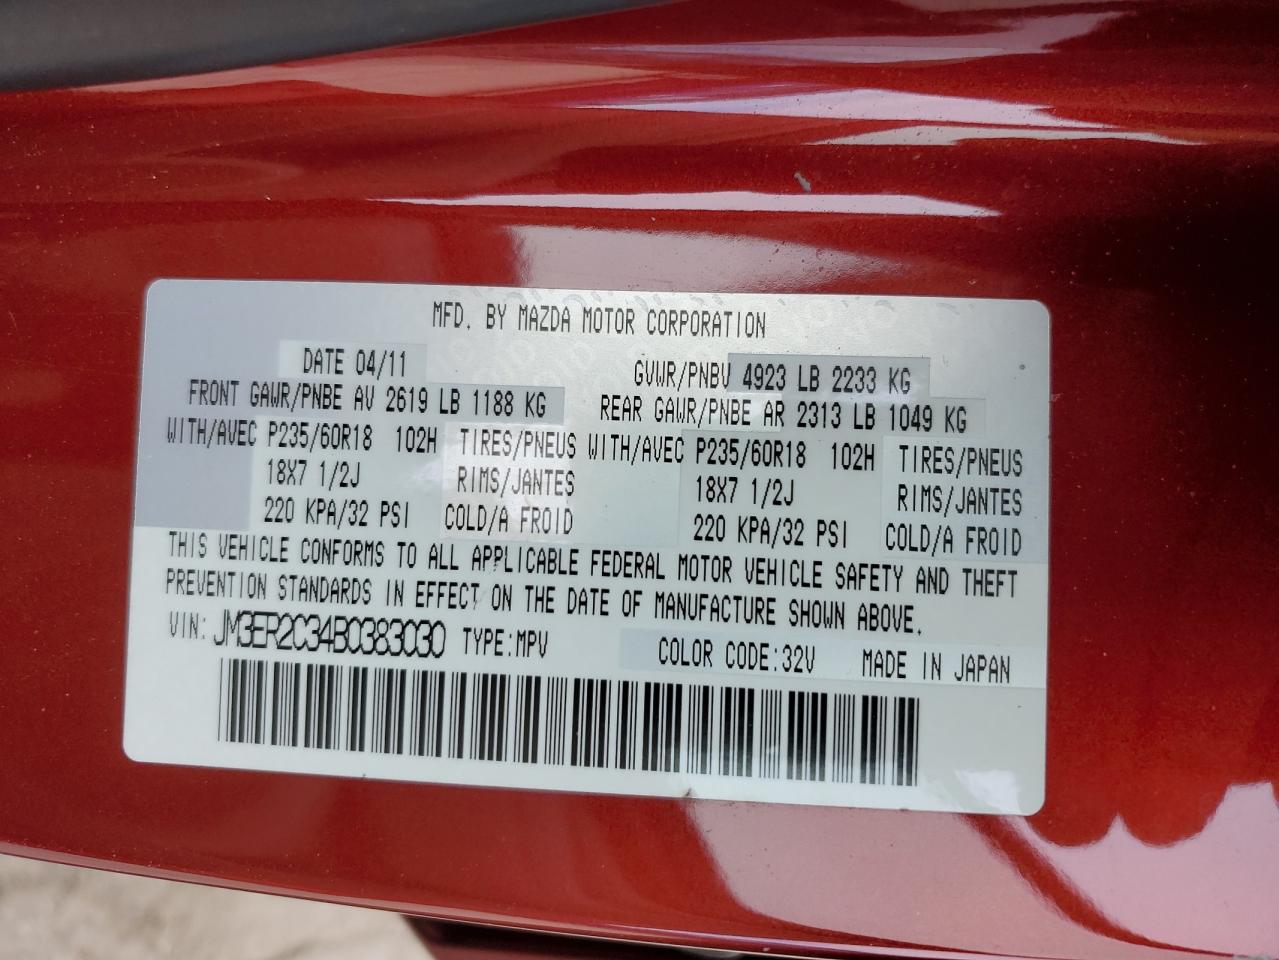 MFD. BY MAZDA MOTOR CORPORATION
DATE 04/11 GVWR/PNBV 4923 LB 2233 KG
FRONT GAWR/PNBE AV 2619 LB 1188 KG REAR GAWR/PNBE AR 2313 LB 1049 KG
WITH/AVEC P235/60R18 102H TIRES/PNEUS WITH/AVEC P235/60R18 102H TIRES/PNEUS
18X7 1/2J RIMS/JANTES 18X7 1/2J RIMS/JANTES
220 KPA/32 PSI COLD/A FROID 220 KPA/32 PSI COLD/A FROID
THIS VEHICLE CONFORMS TO ALL APPLICABLE FEDERAL MOTOR VEHICLE SAFETY AND THEFT
PREVENTION STANDARDS IN EFFECT ON THE DATE OF MANUFACTURE SHOWN ABOVE.
VIN: JM3ER2C34B0383030 TYPE:MPV COLOR CODE:32V MADE IN JAPAN